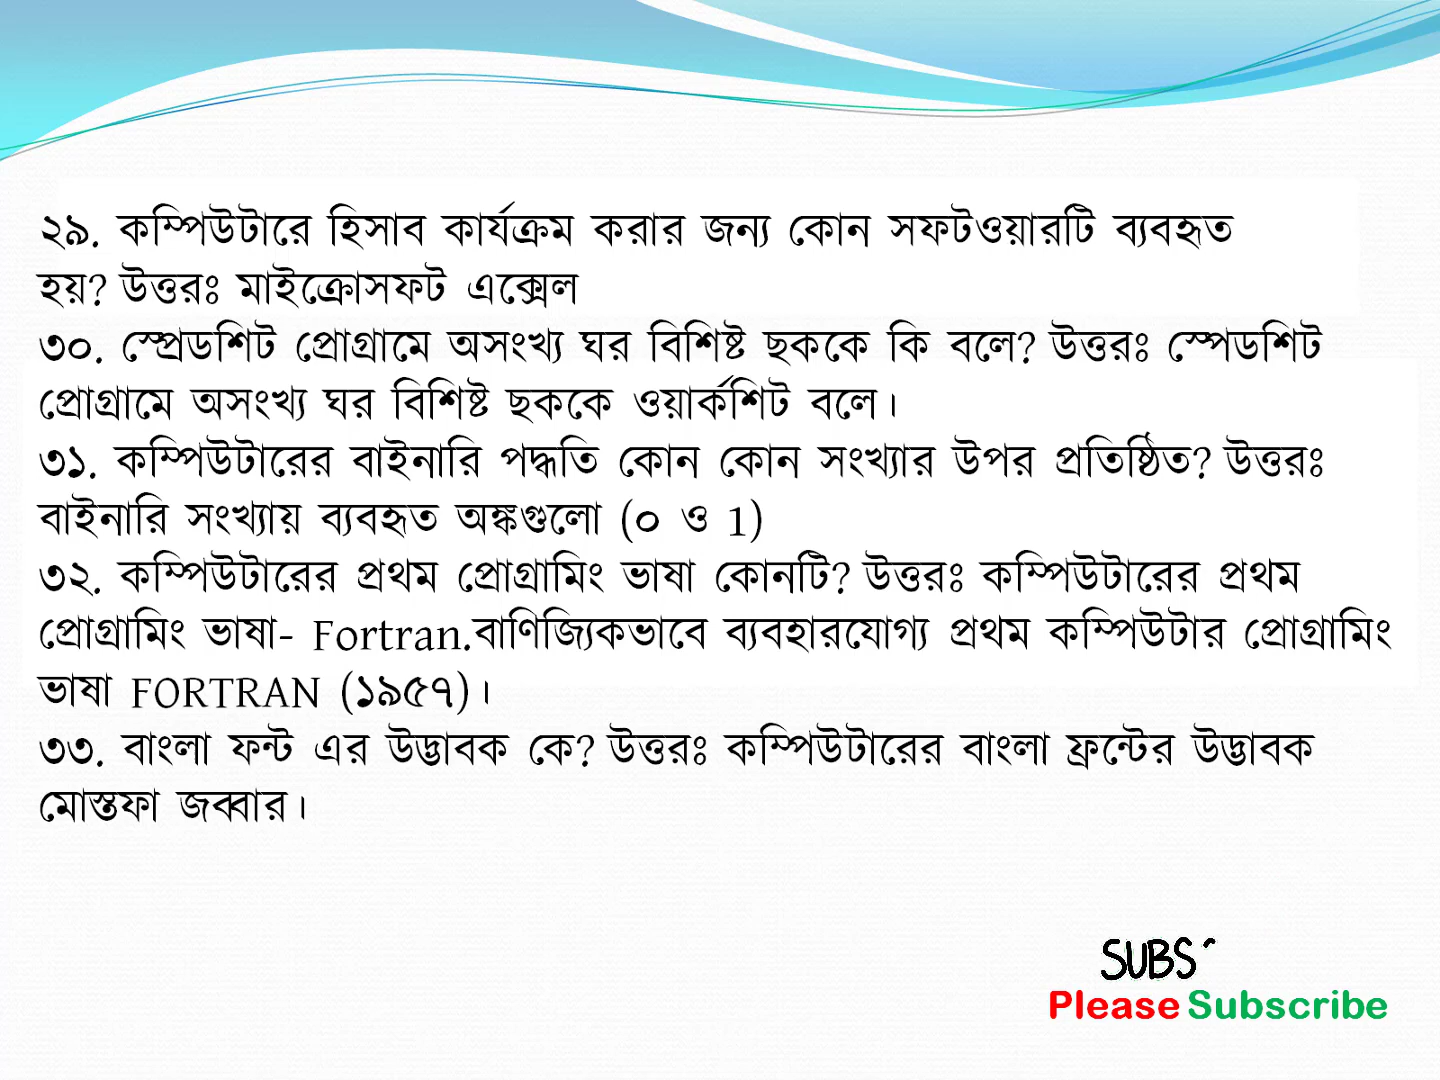 ২৯. কম্পিউটারে হিসাব কার্যক্রম করার জন্য কোন সফটওয়ারটি ব্যবহৃত
হয়? উত্তরঃ মাইক্রোসফট এক্সেল
৩০. স্প্রেডশিট প্রোগ্রামে অসংখ্য ঘর বিশিষ্ট ছককে কি বলে? উত্তরঃ স্পেডশিট
প্রোগ্রামে অসংখ্য ঘর বিশিষ্ট ছককে ওয়ার্কশিট বলে।
৩১. কম্পিউটারের বাইনারি পদ্ধতি কোন কোন সংখ্যার উপর প্রতিষ্ঠিত? উত্তরঃ
বাইনারি সংখ্যায় ব্যবহৃত অঙ্কগুলো (০ ও 1)
৩২. কম্পিউটারের প্রথম প্রোগ্রামিং ভাষা কোনটি? উত্তরঃ কম্পিউটারের প্রথম
প্রোগ্রামিং ভাষা- Fortran.বাণিজ্যিকভাবে ব্যবহারযোগ্য প্রথম কম্পিউটার প্রোগ্রামিং
ভাষা FORTRAN (১৯৫৭)।
৩৩. বাংলা ফন্ট এর উদ্ভাবক কে? উত্তরঃ কম্পিউটারের বাংলা ফ্রন্টের উদ্ভাবক
মোস্তফা জব্বার।
SUBS
Please Subscribe